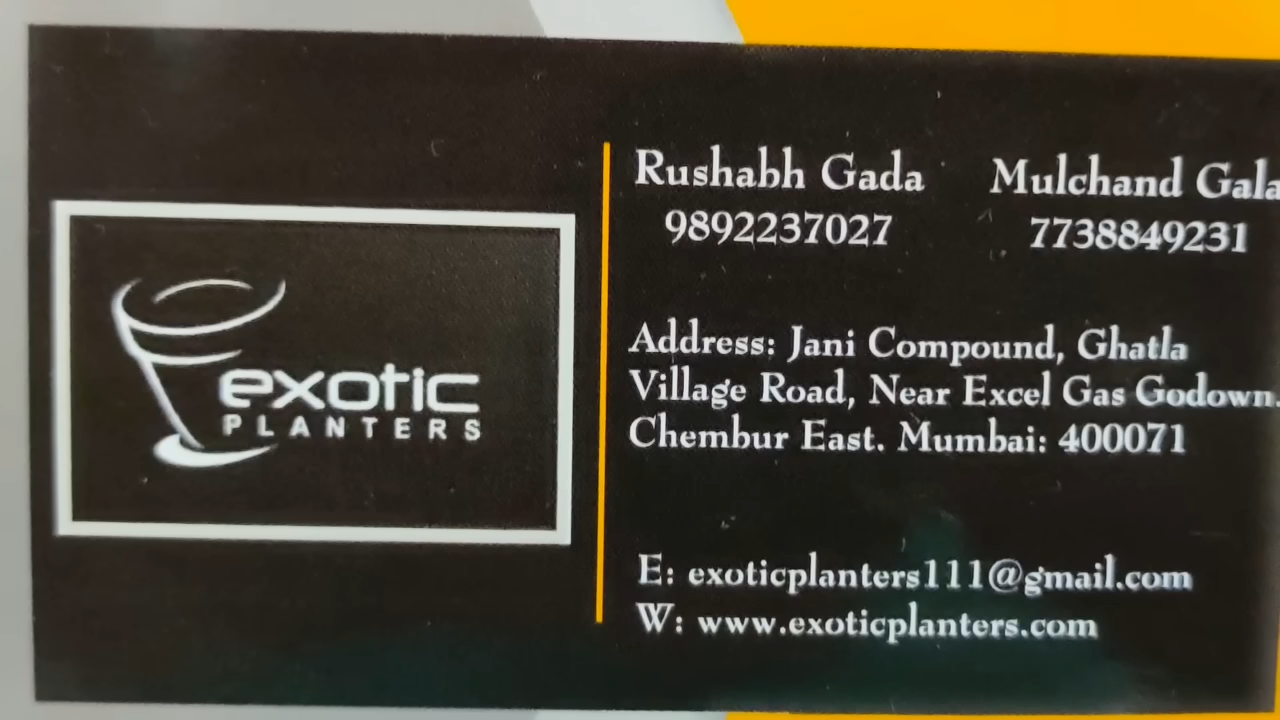 exotic
PLANTERS
Rushabh Gada Mulchand Gala
9892237027 7738849231
Address: Jani Compound, Ghatla
Village Road, Near Excel Gas Godown.
Chembur East. Mumbai: 400071
E: exoticplanters111@gmail.com
W: www.exoticplanters.com